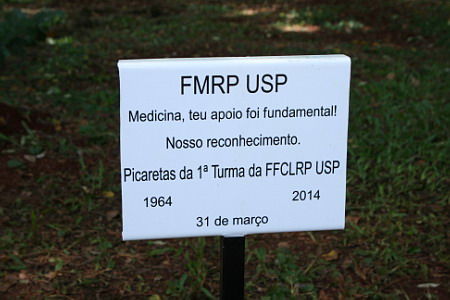 FMRP USP
Medicina, teu apoio foi fundamental!
Nosso reconhecimento.
Picaretas da 1ª Turma da FFCLRP USP
1964 2014
31 de março